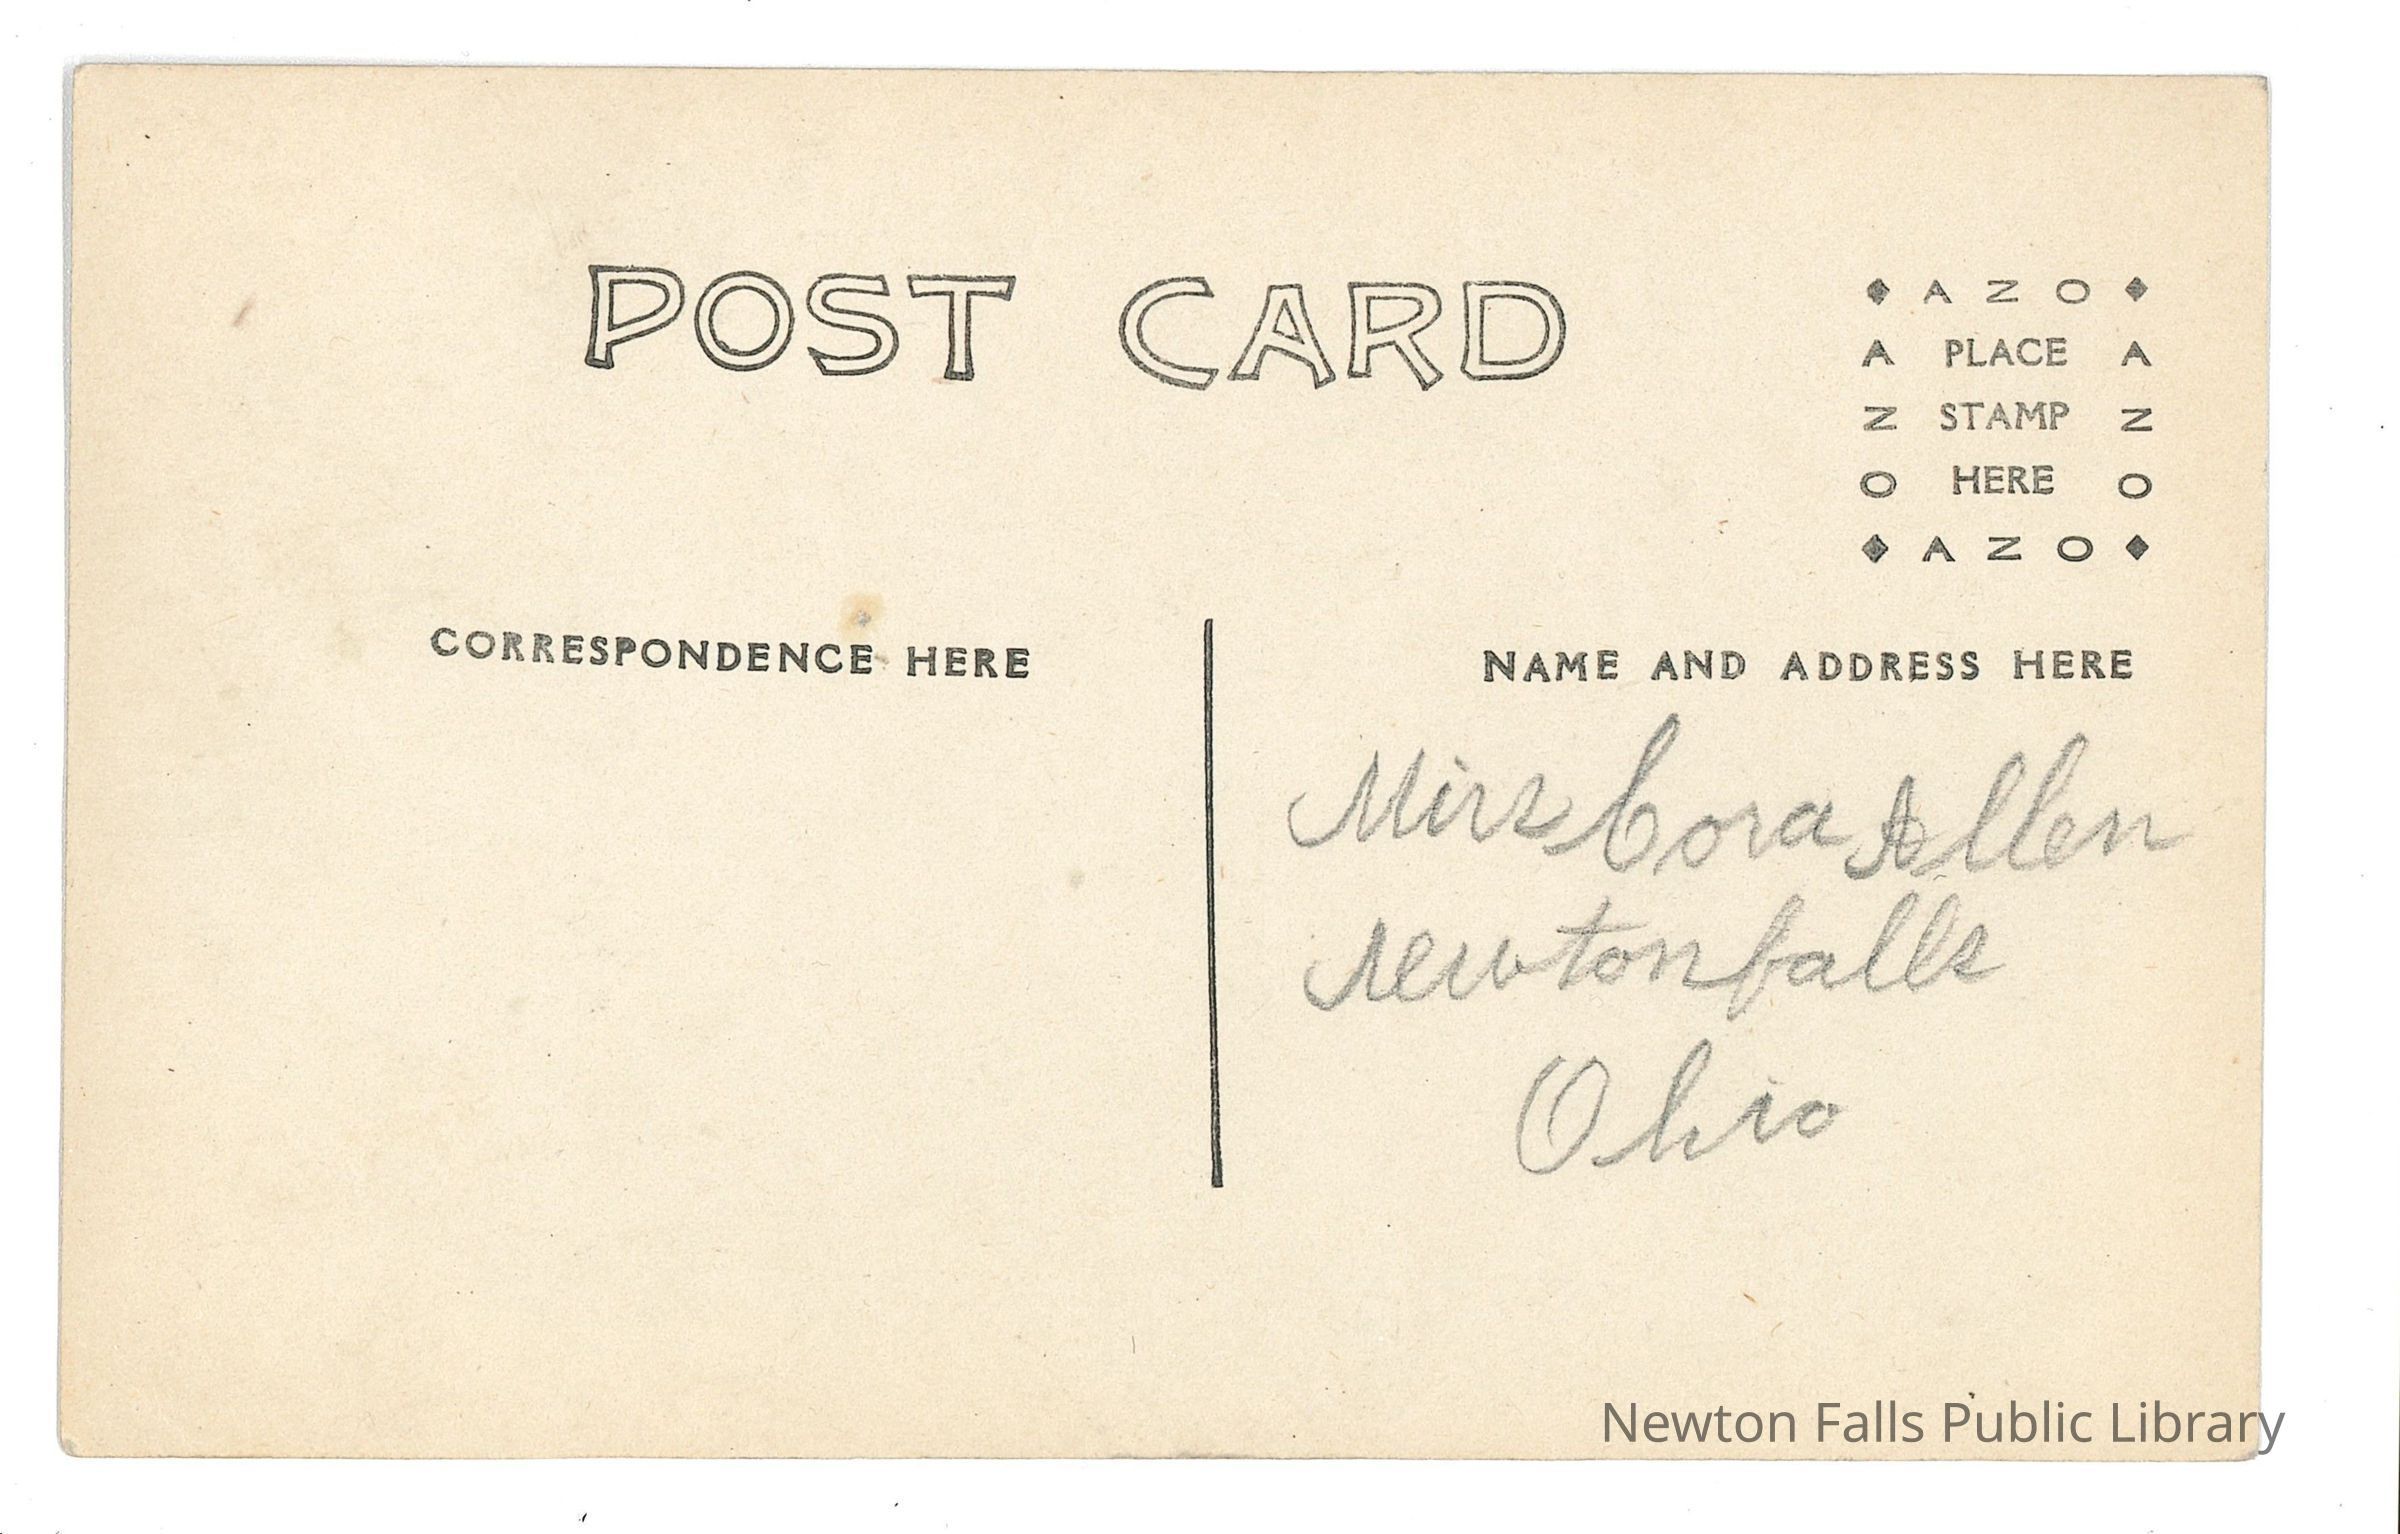 POST CARD
♦ A Z O ♦
A PLACE A
Z STAMP Z
O HERE O
♦ A Z O ♦
CORRESPONDENCE HERE
NAME AND ADDRESS HERE
Miss Cora Allen
Newton falls
Ohio
Newton Falls Public Library